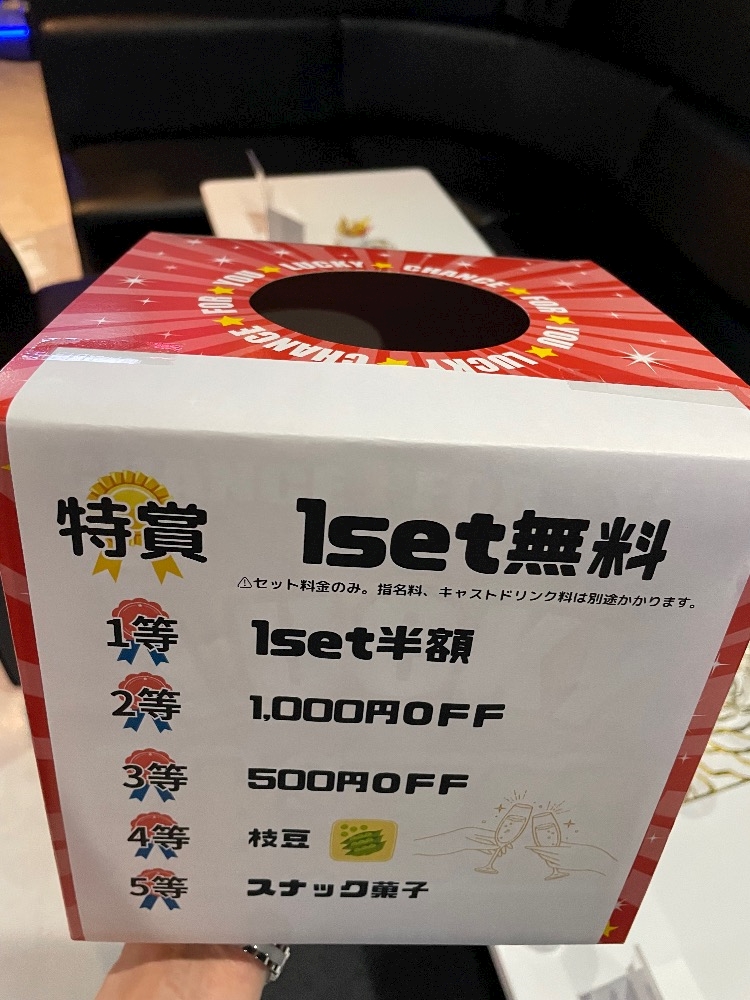 FOR YOU ★ LUCKY ★ CHANCE ★ FOR ★ YOU ★ LUCKY ★ CHANCE ★
特賞 1set無料
⚠セット料金のみ。指名料、キャストドリンク料は別途かかります。
1等 1set半額
2等 1,000円OFF
3等 500円OFF
4等 枝豆
5等 スナック菓子